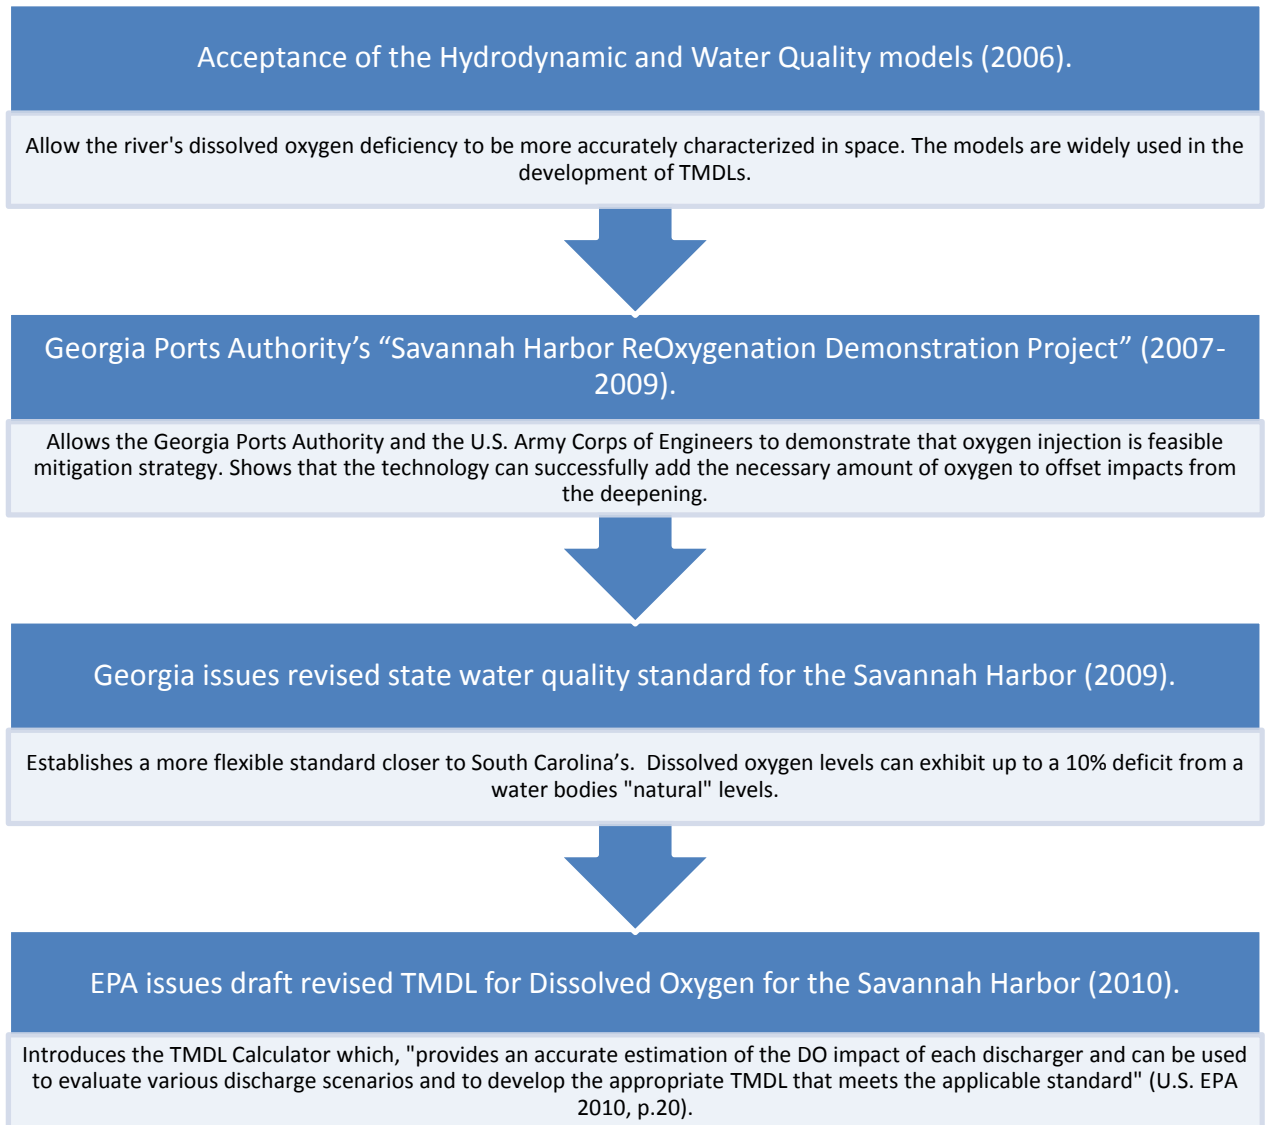 Acceptance of the Hydrodynamic and Water Quality models (2006).
Allow the river's dissolved oxygen deficiency to be more accurately characterized in space. The models are widely used in the
development of TMDLs.
Georgia Ports Authority’s “Savannah Harbor ReOxygenation Demonstration Project” (2007-
2009).
Allows the Georgia Ports Authority and the U.S. Army Corps of Engineers to demonstrate that oxygen injection is feasible
mitigation strategy. Shows that the technology can successfully add the necessary amount of oxygen to offset impacts from
the deepening.
Georgia issues revised state water quality standard for the Savannah Harbor (2009).
Establishes a more flexible standard closer to South Carolina’s.  Dissolved oxygen levels can exhibit up to a 10% deficit from a
water bodies "natural" levels.
EPA issues draft revised TMDL for Dissolved Oxygen for the Savannah Harbor (2010).
Introduces the TMDL Calculator which, "provides an accurate estimation of the DO impact of each discharger and can be used
to evaluate various discharge scenarios and to develop the appropriate TMDL that meets the applicable standard" (U.S. EPA
2010, p.20).